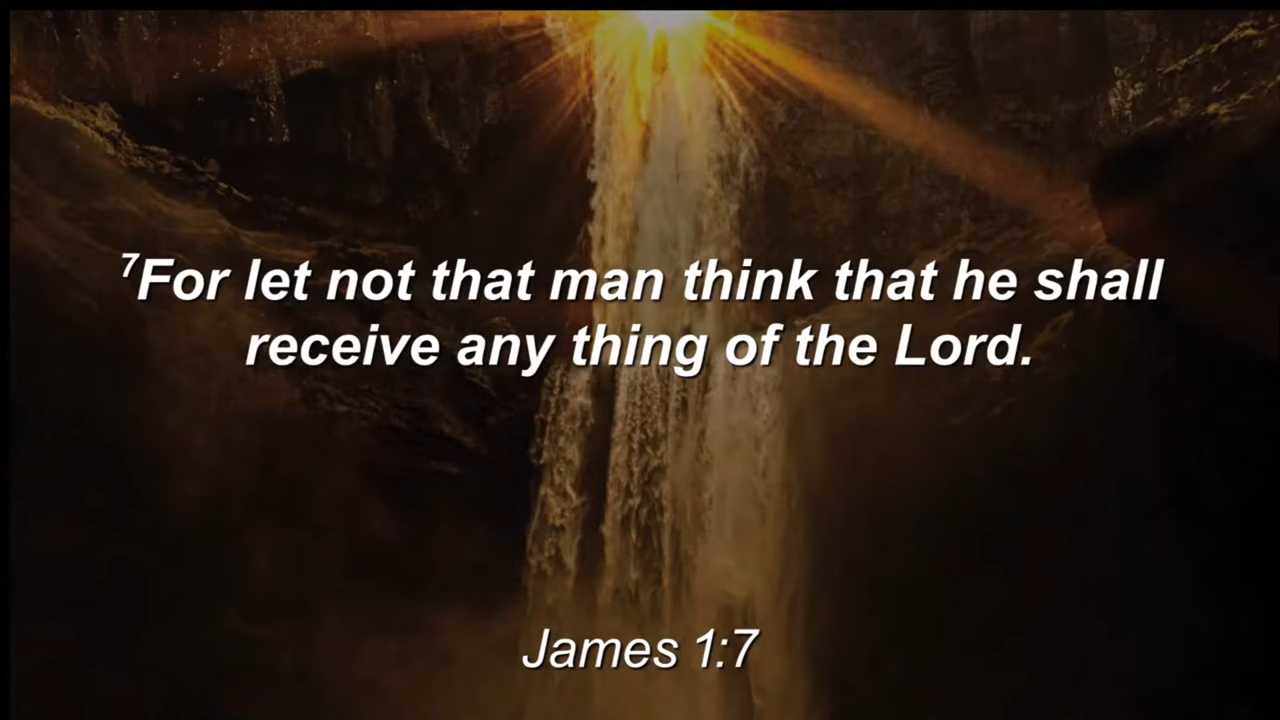 7For let not that man think that he shall
receive any thing of the Lord.
James 1:7